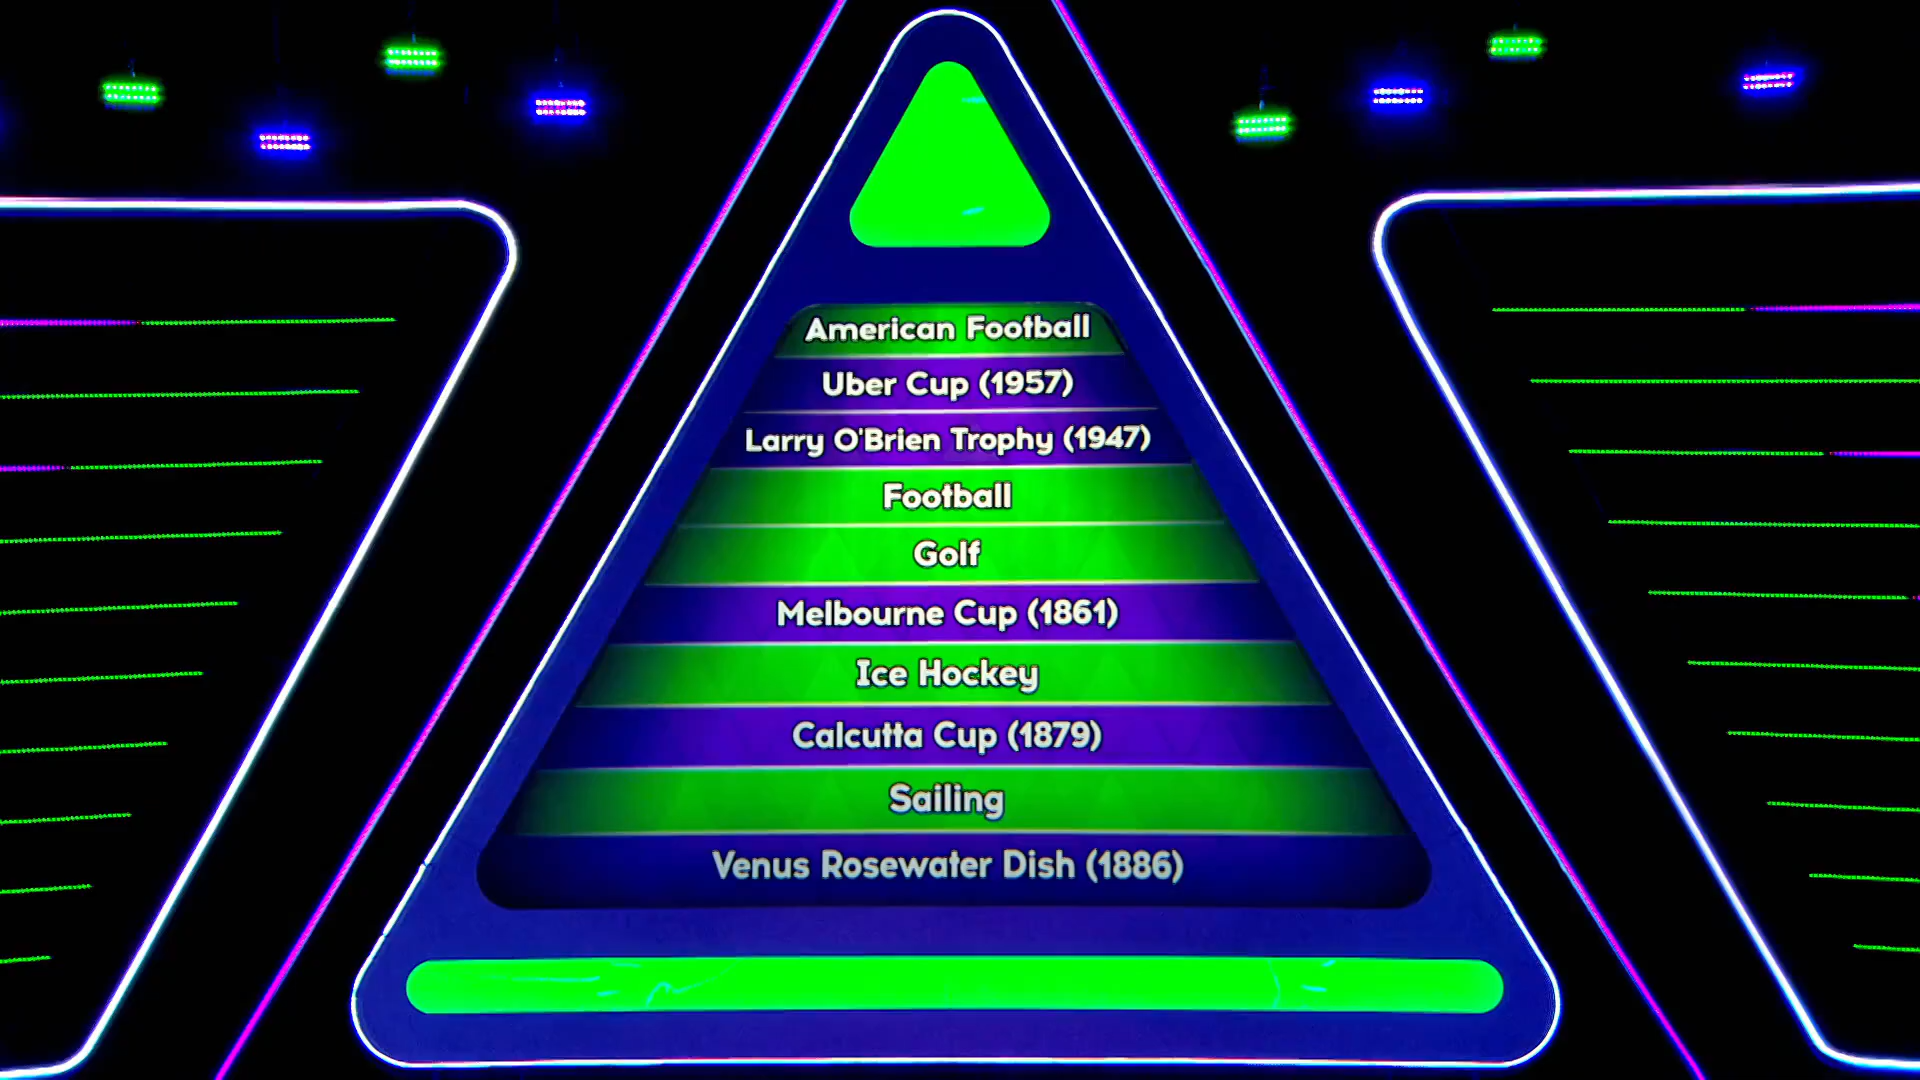 American Football
Uber Cup (1957)
Larry O'Brien Trophy (1947)
Football
Golf
Melbourne Cup (1861)
Ice Hockey
Calcutta Cup (1879)
Sailing
Venus Rosewater Dish (1886)